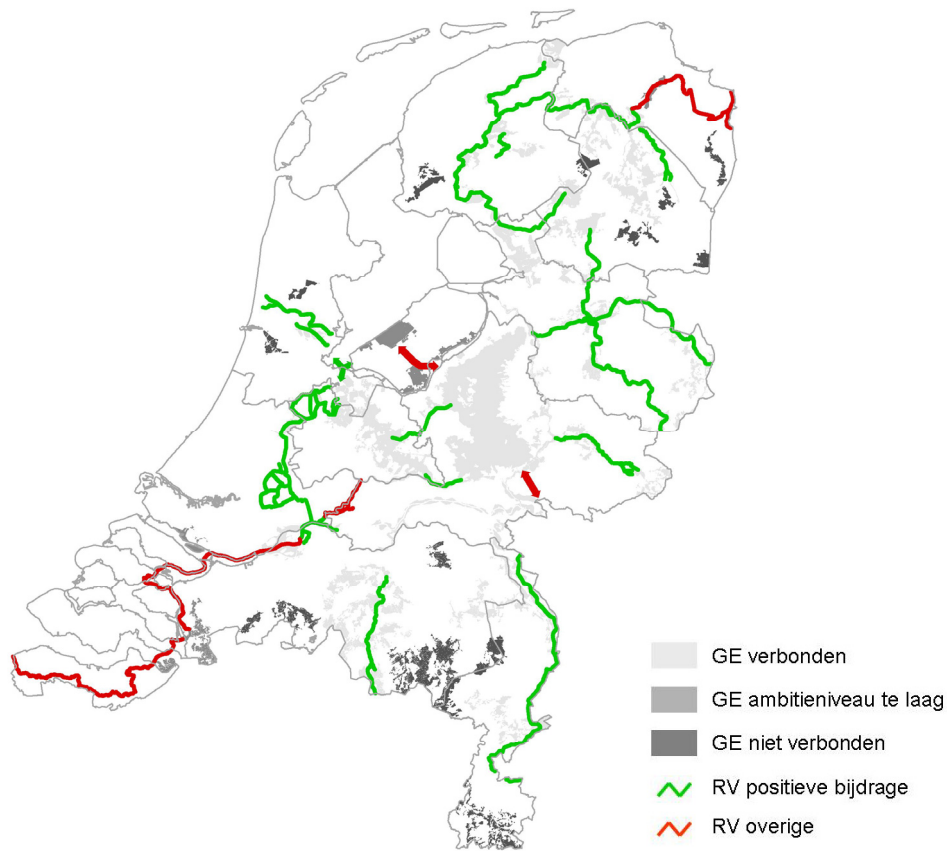 GE verbonden
GE ambitieniveau te laag
GE niet verbonden
RV positieve bijdrage
RV overige